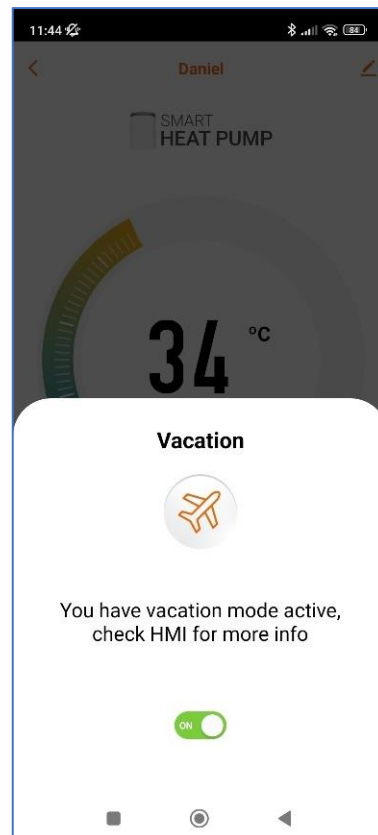 11:44
84
Daniel
SMART
HEAT PUMP
34 °C
Vacation
You have vacation mode active,
check HMI for more info
ON